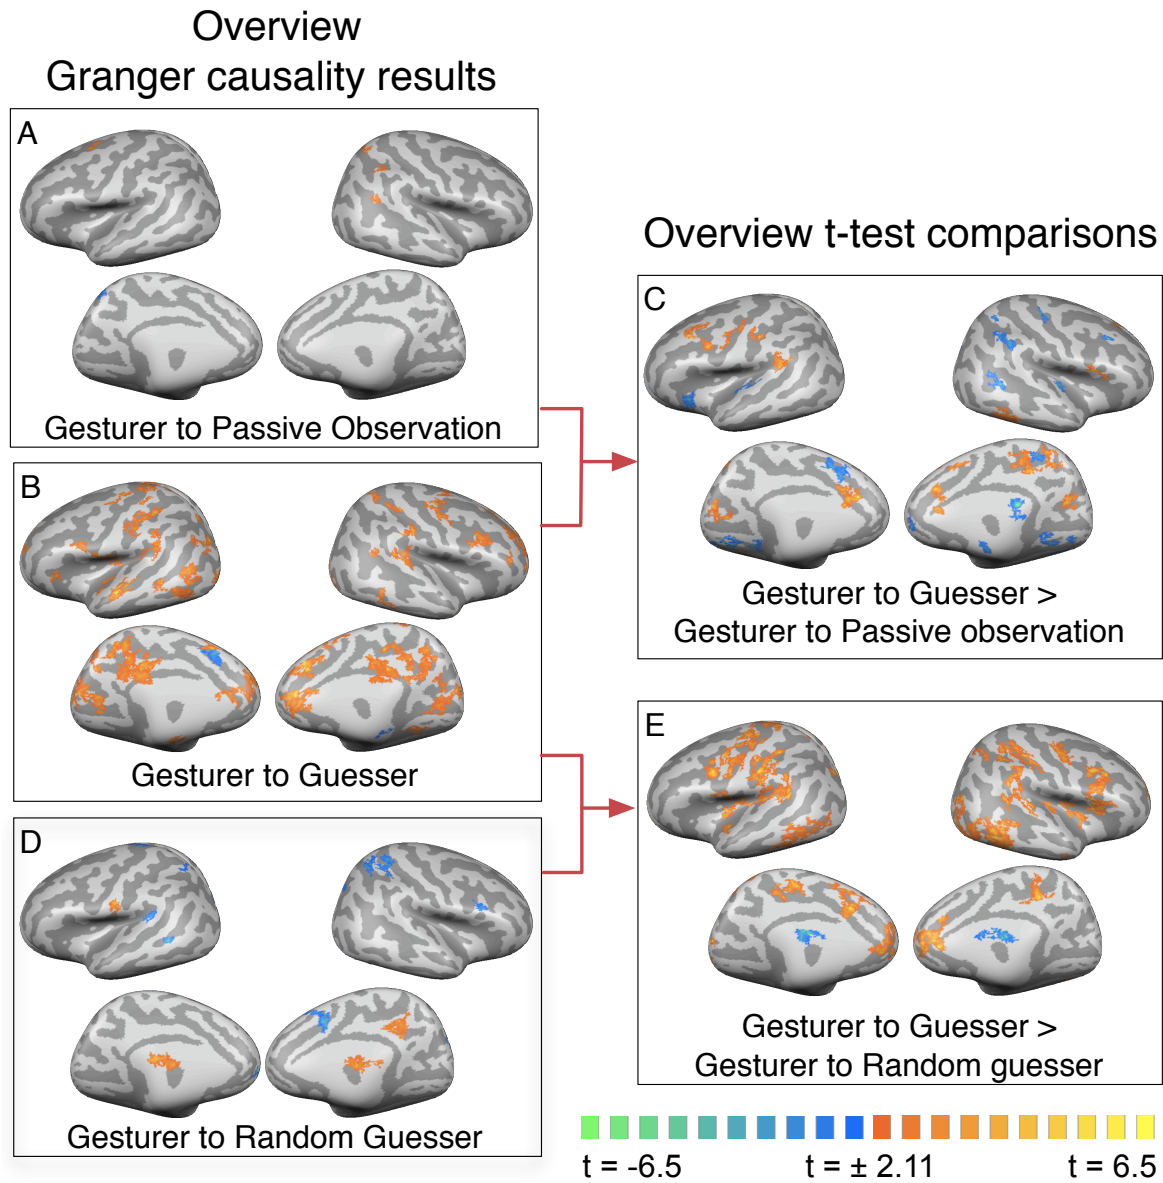 Overview
Granger causality results
A
Gesturer to Passive Observation
B
Gesturer to Guesser
D
Gesturer to Random Guesser
Overview t-test comparisons
C
Gesturer to Guesser >
Gesturer to Passive observation
E
Gesturer to Guesser >
Gesturer to Random guesser
t = -6.5 t = ± 2.11 t = 6.5